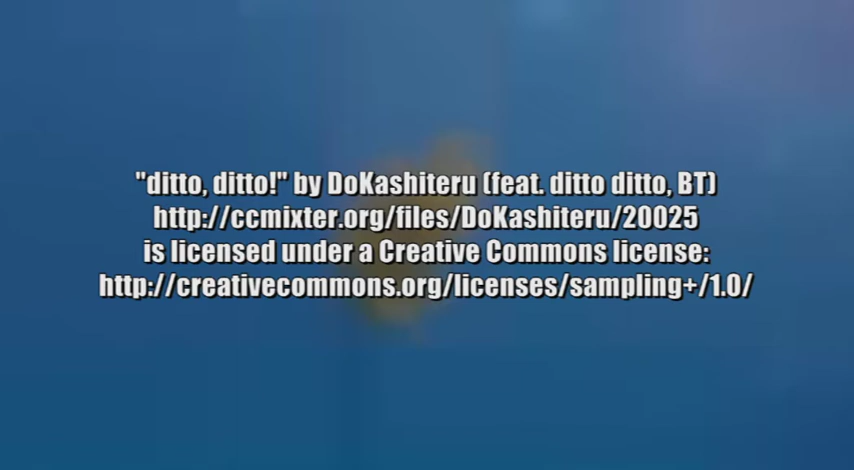 "ditto, ditto!" by DoKashiteru (feat. ditto ditto, BT)
http://ccmixter.org/files/DoKashiteru/20025
is licensed under a Creative Commons license:
http://creativecommons.org/licenses/sampling+/1.0/